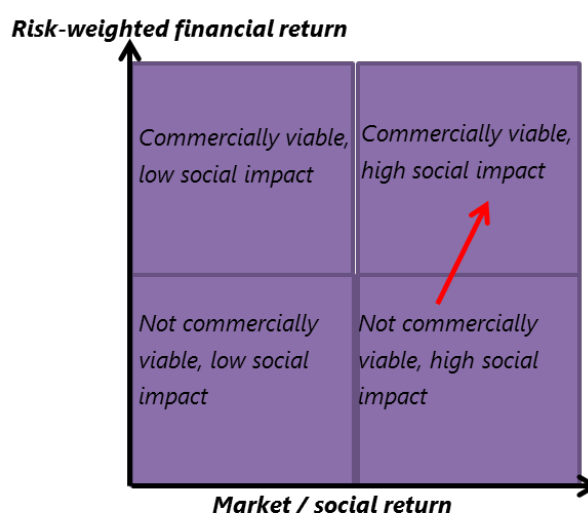 Risk-weighted financial return
Commercially viable,
low social impact
Commercially viable,
high social impact
Not commercially
viable, low social
impact
Not commercially
viable, high social
impact
Market / social return